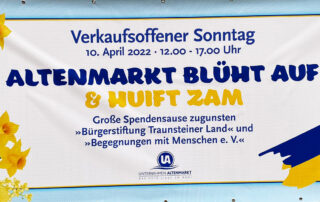 Verkaufsoffener Sonntag
10. April 2022 · 12.00 - 17.00 Uhr
ALTENMARKT BLÜHT AUF
& HUIFT ZAM
Große Spendensause zugunsten
»Bürgerstiftung Traunsteiner Land« und
»Begegnungen mit Menschen e. V.«
UA
UNTERNEHMEN ALTENMARKT